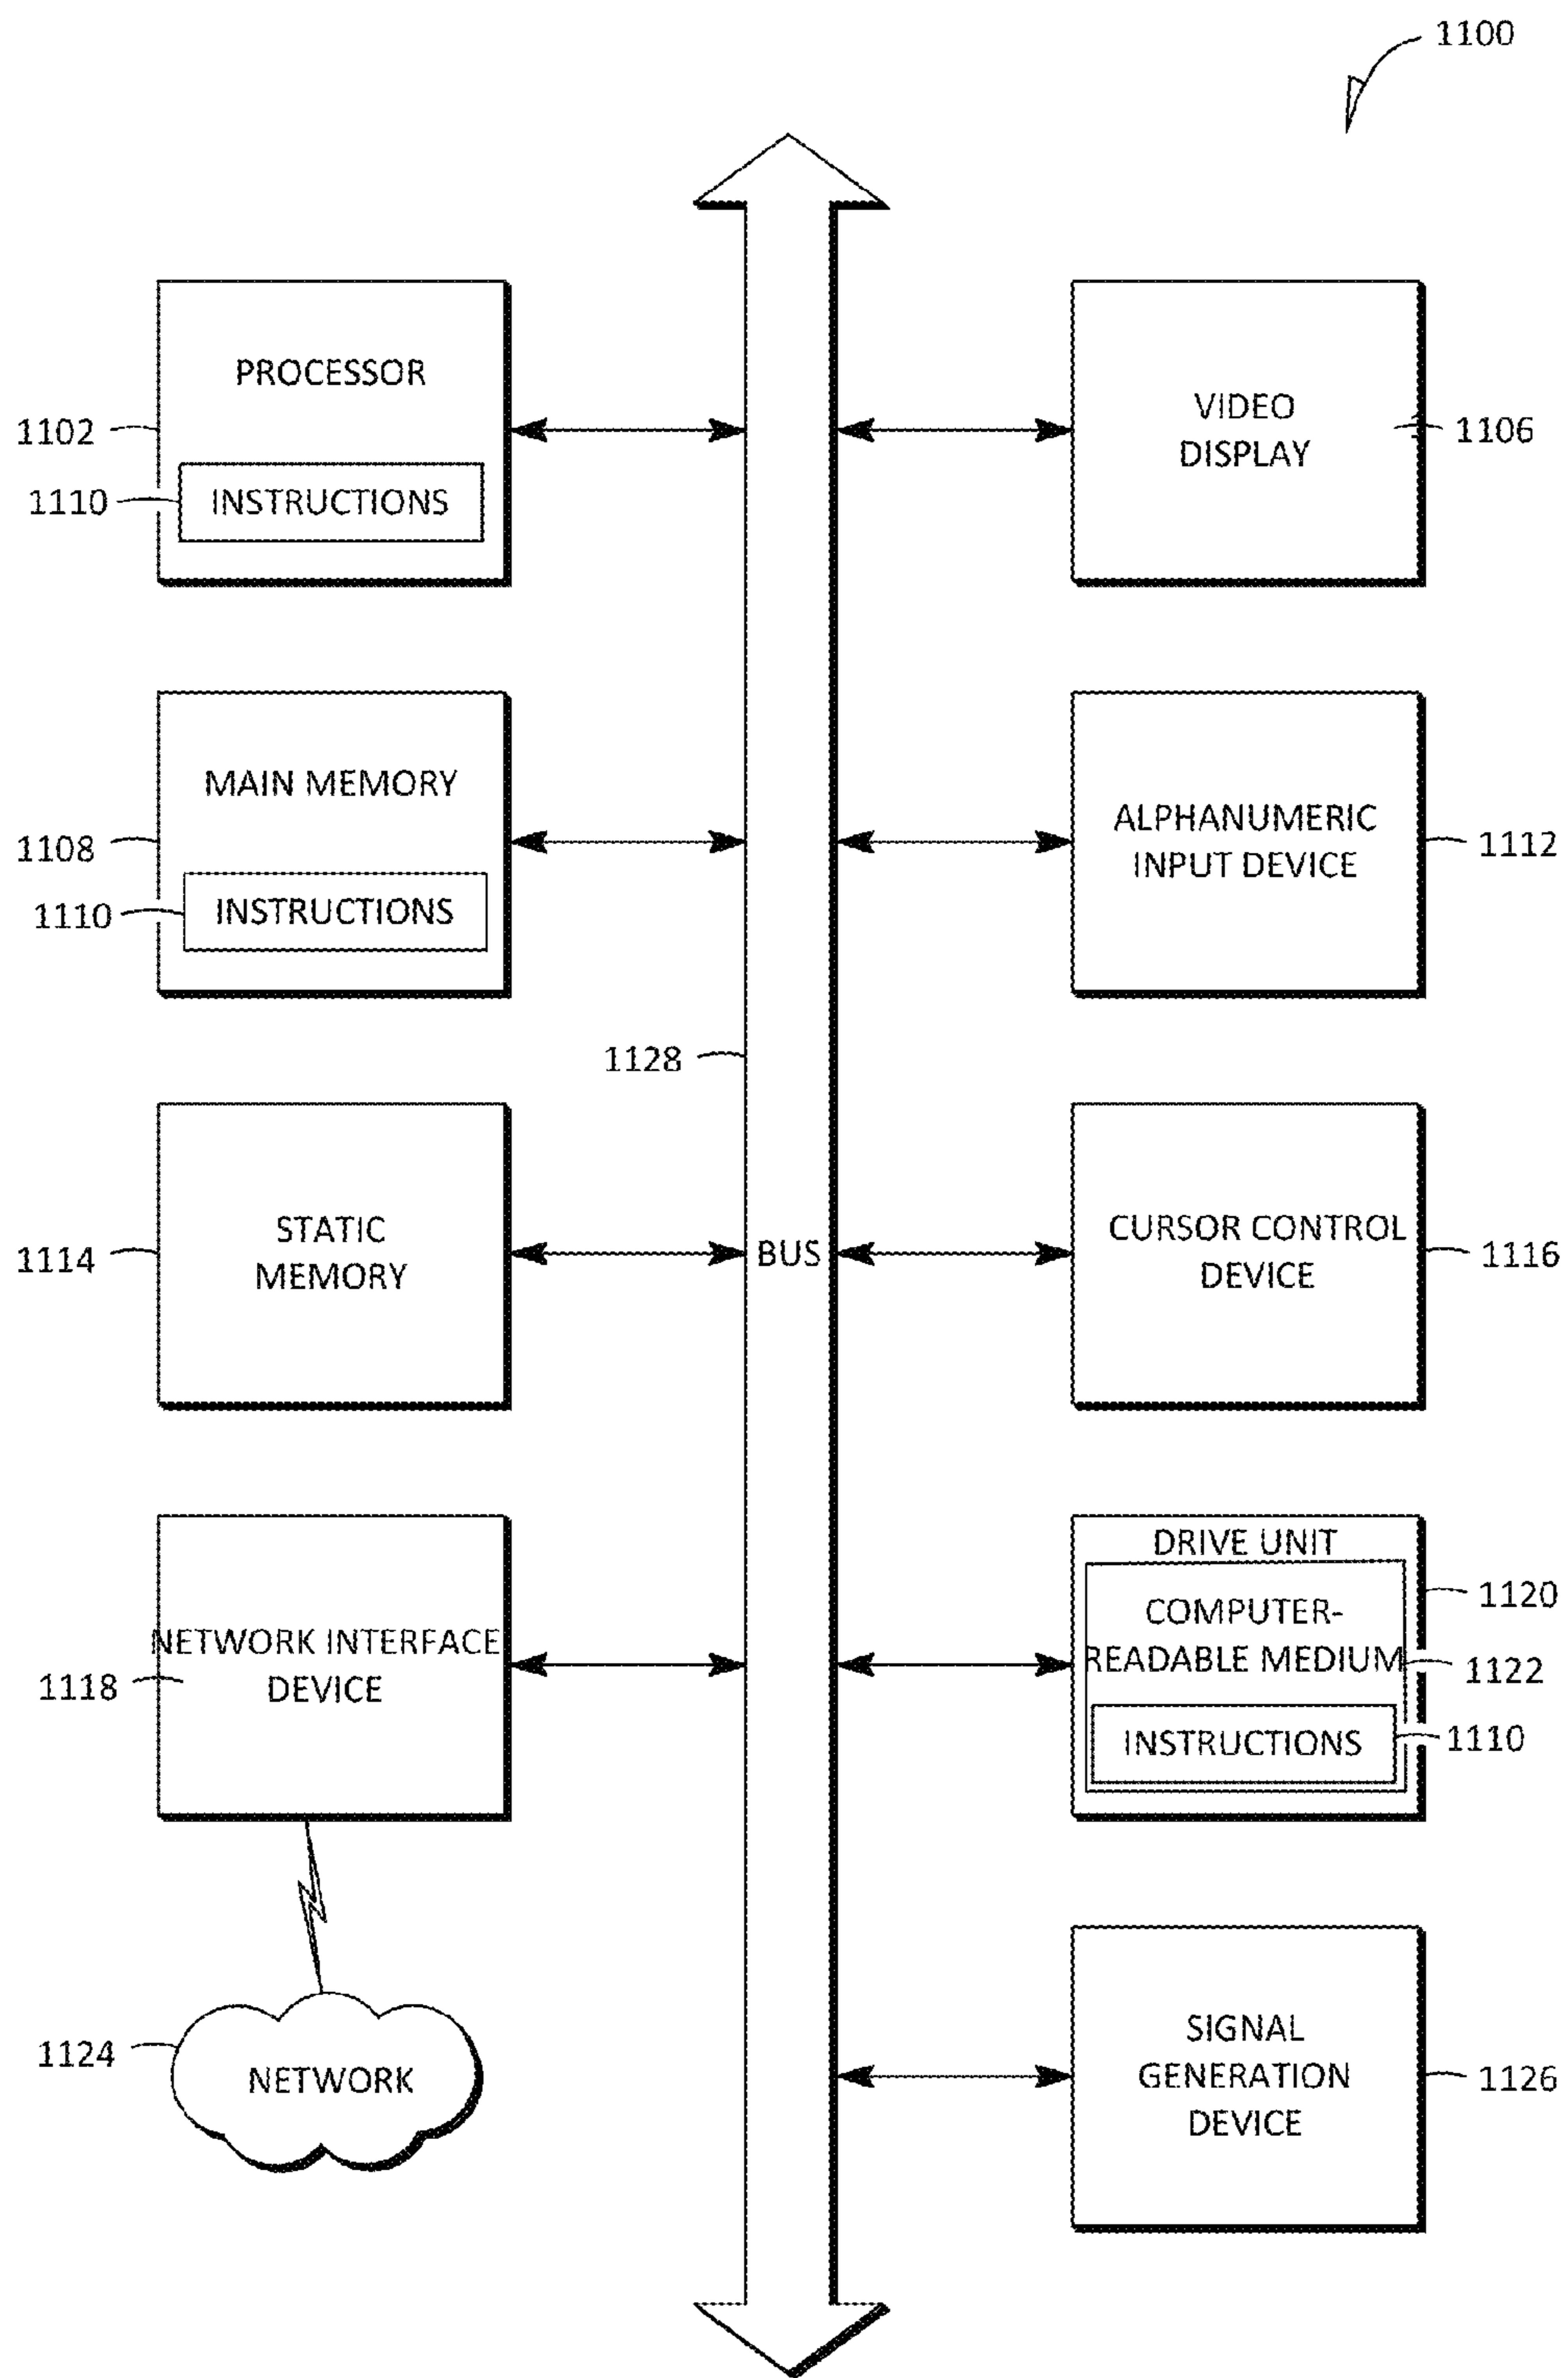 1100
PROCESSOR
1102
1110
INSTRUCTIONS
VIDEO
DISPLAY
1106
MAIN MEMORY
1108
1110
INSTRUCTIONS
ALPHANUMERIC
INPUT DEVICE
1112
1128
BUS
STATIC
MEMORY
1114
CURSOR CONTROL
DEVICE
1116
NETWORK INTERFACE
DEVICE
1118
DRIVE UNIT
1120
COMPUTER-
READABLE MEDIUM
1122
INSTRUCTIONS
1110
1124
NETWORK
SIGNAL
GENERATION
DEVICE
1126